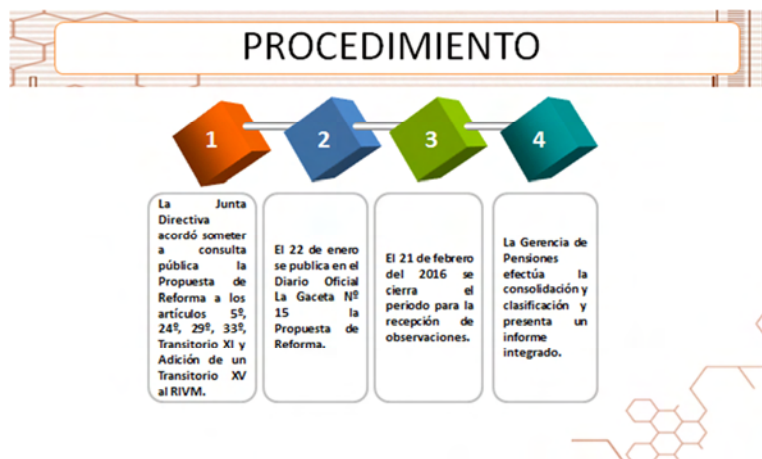 PROCEDIMIENTO
1
2
3
4
La Junta
Directiva
acordó someter
a consulta
pública la
Propuesta de
Reforma a los
artículos 5º,
24º, 29º, 33º,
Transitorio XI y
Adición de un
Transitorio XV
al RIVM.
El 22 de enero
se publica en el
Diario Oficial
La Gaceta Nº
15 la
Propuesta de
Reforma.
El 21 de febrero
del 2016 se
cierra el
periodo para la
recepción de
observaciones.
La Gerencia de
Pensiones
efectúa la
consolidación y
clasificación y
presenta un
informe
integrado.